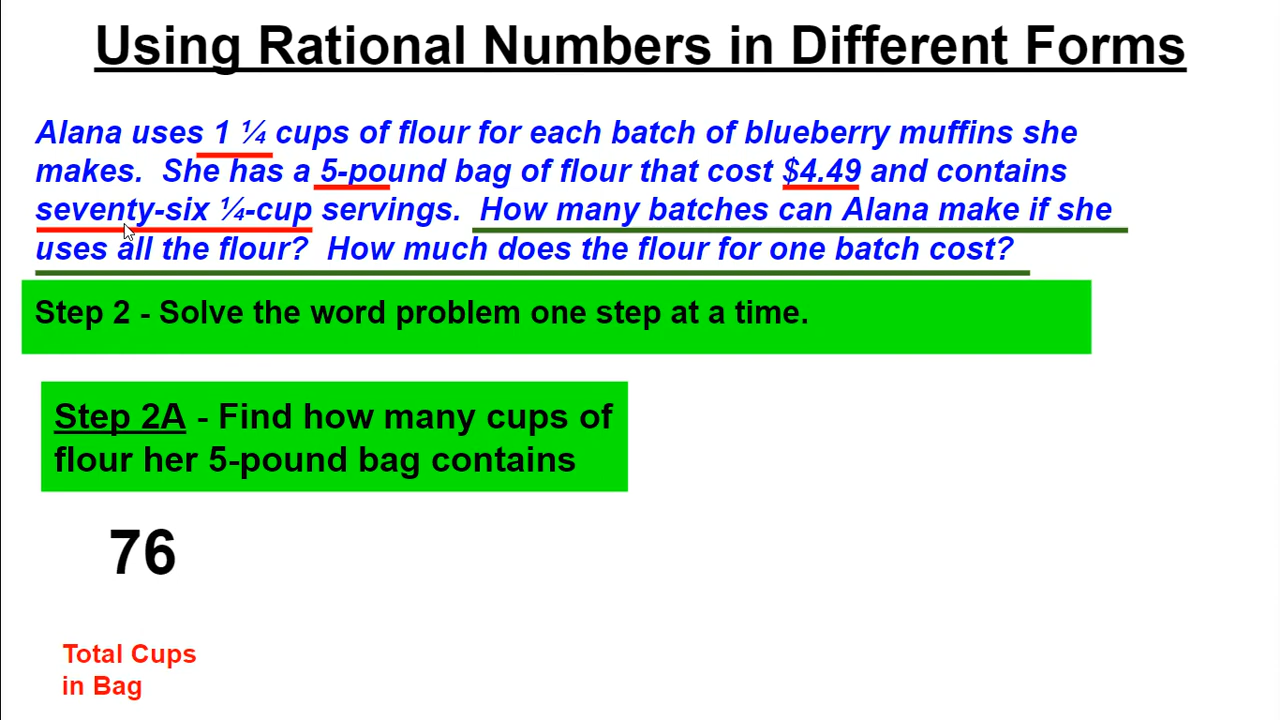 Using Rational Numbers in Different Forms
Alana uses 1 ¼ cups of flour for each batch of blueberry muffins she
makes.  She has a 5-pound bag of flour that cost $4.49 and contains
seventy-six ¼-cup servings.  How many batches can Alana make if she
uses all the flour?  How much does the flour for one batch cost?
Step 2 - Solve the word problem one step at a time.
Step 2A - Find how many cups of
flour her 5-pound bag contains
76
Total Cups
in Bag